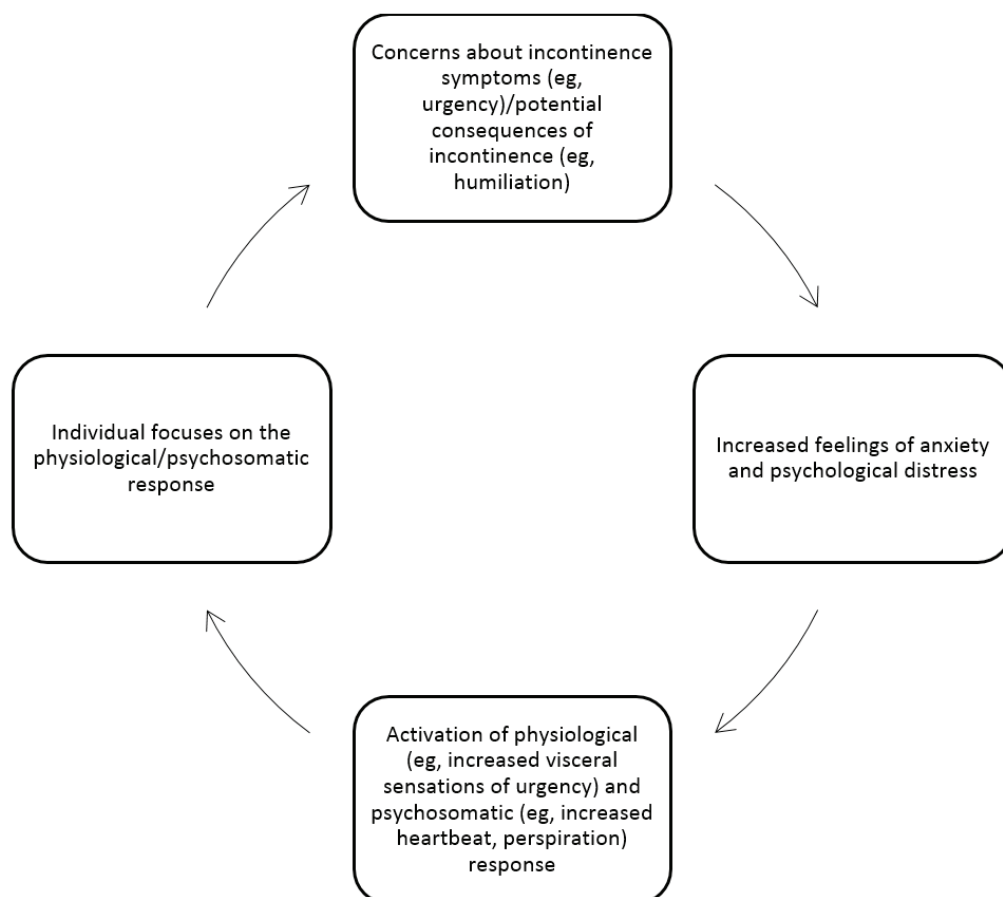 Concerns about incontinence
symptoms (eg,
urgency)/potential
consequences of
incontinence (eg,
humiliation)
Increased feelings of anxiety
and psychological distress
Activation of physiological
(eg, increased visceral
sensations of urgency) and
psychosomatic (eg, increased
heartbeat, perspiration)
response
Individual focuses on the
physiological/psychosomatic
response